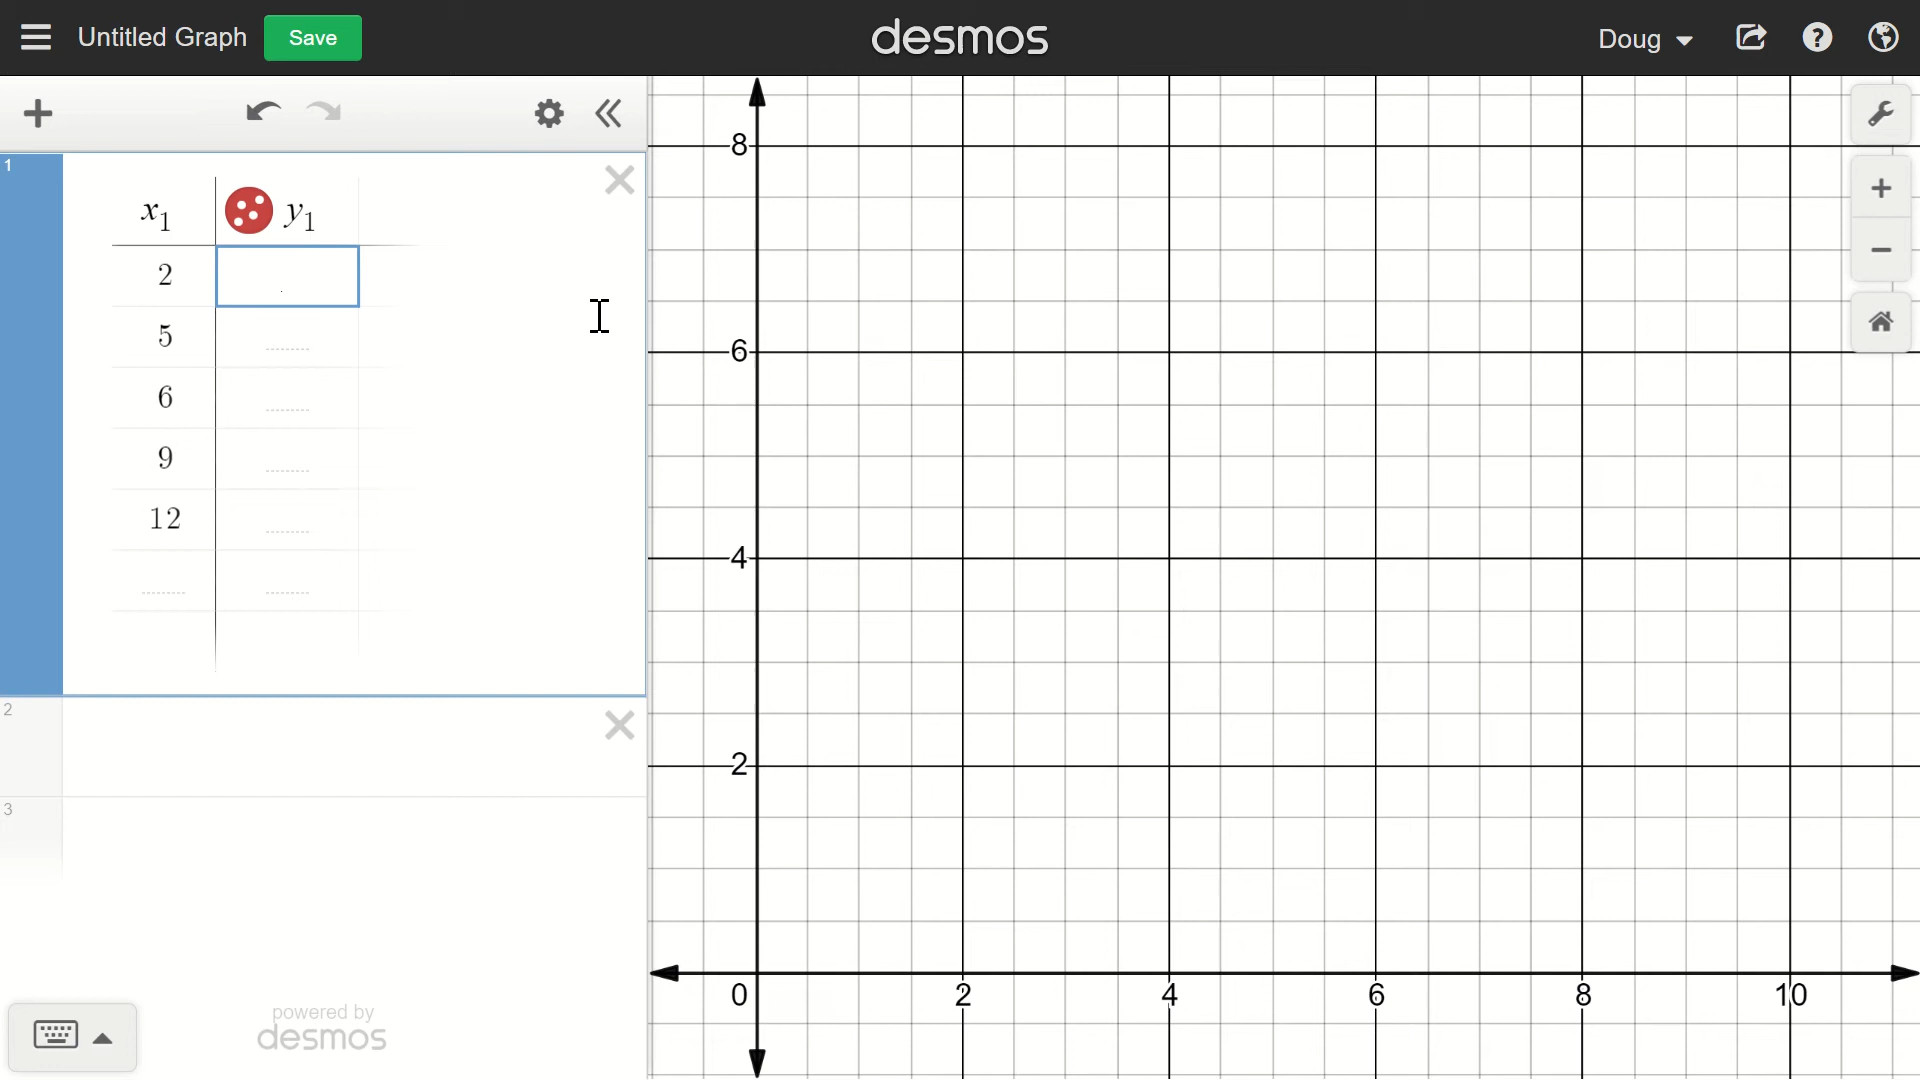 Untitled Graph
Save
desmos
Doug
1
x₁ y₁
2
5
6
9
12
2
3
powered by
desmos
8
6
4
2
0 2 4 6 8 10